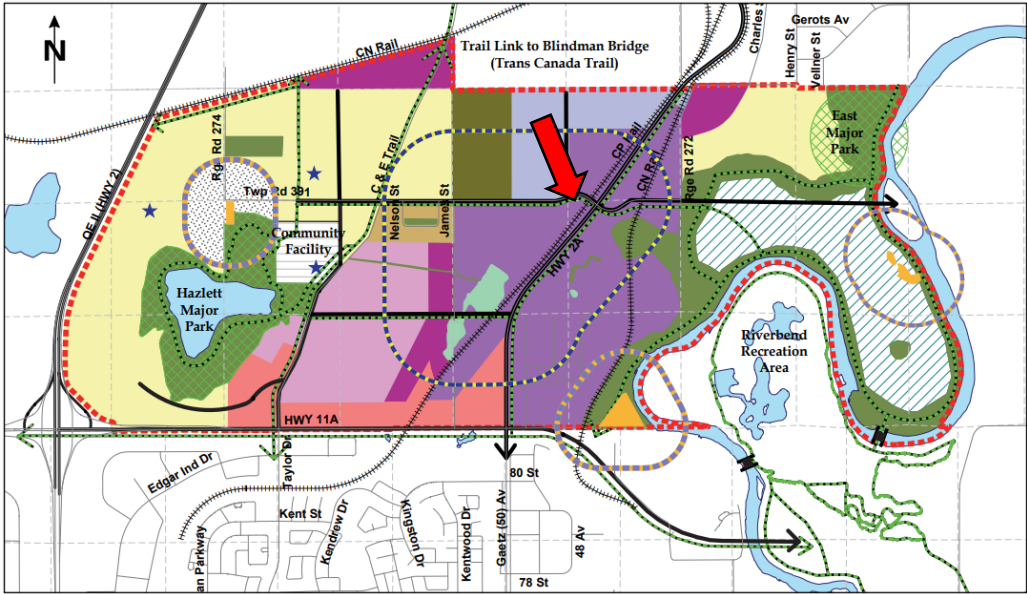 N
CN Rail
Trail Link to Blindman Bridge
(Trans Canada Trail)
Charles S
Gerots Av
Henry St
Vellner St
East
Major
Park
QE II (HWY 2)
Rge Rd 274
Twp Rd 391
C & E Trail
Nelson St
James St
CP Rail
CN Ra
Rge Rd 272
Community
Facility
HWY 2A
Hazlett
Major
Park
Riverbend
Recreation
Area
HWY 11A
Taylor Dr
Edgar Ind Dr
80 St
Kent St
Kendrew Dr
Kingston Dr
Kentwood Dr
Gaetz (50) Av
48 Av
an Parkway
78 St